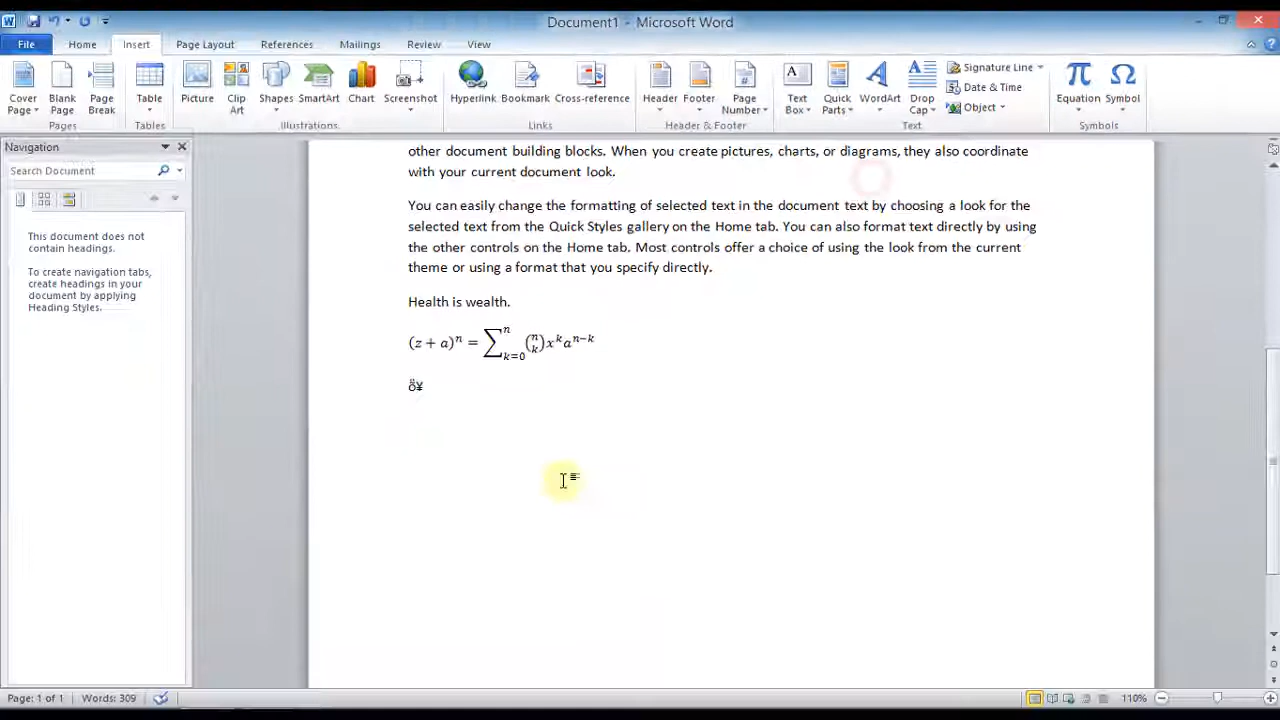 Document1 - Microsoft Word
File Home Insert Page Layout References Mailings Review View
Cover Page Blank Page Page Break Table Picture Clip Art Shapes SmartArt Chart Screenshot Hyperlink Bookmark Cross-reference Header Footer Page Number Text Box Quick Parts WordArt Drop Cap Signature Line Date & Time Object Equation Symbol
Pages Tables Illustrations Links Header & Footer Text Symbols
Navigation
Search Document
This document does not
contain headings.
To create navigation tabs,
create headings in your
document by applying
Heading Styles.
other document building blocks. When you create pictures, charts, or diagrams, they also coordinate
with your current document look.
You can easily change the formatting of selected text in the document text by choosing a look for the
selected text from the Quick Styles gallery on the Home tab. You can also format text directly by using
the other controls on the Home tab. Most controls offer a choice of using the look from the current
theme or using a format that you specify directly.
Health is wealth.
(z + a)^n = ∑_{k=0}^{n} (n k) x^k a^{n−k}
Page: 1 of 1 Words: 309 110%